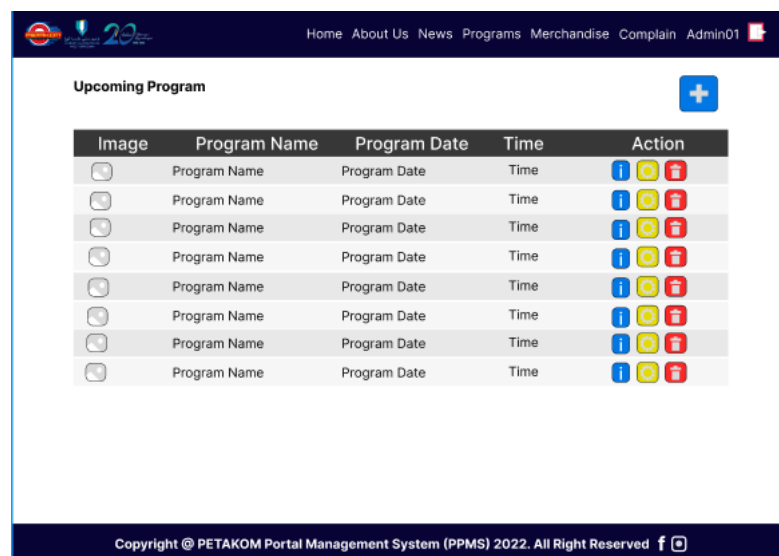 Home About Us News Programs Merchandise Complain Admin01
Upcoming Program
Image Program Name Program Date Time Action
Program Name Program Date Time
Program Name Program Date Time
Program Name Program Date Time
Program Name Program Date Time
Program Name Program Date Time
Program Name Program Date Time
Program Name Program Date Time
Program Name Program Date Time
Copyright @ PETAKOM Portal Management System (PPMS) 2022. All Right Reserved